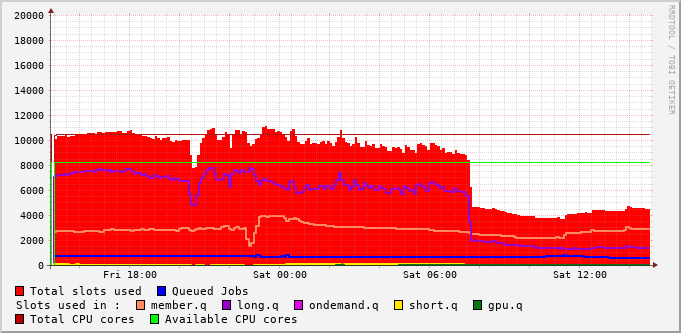 RRDTOOL / TOBI OETIKER
20000
18000
16000
14000
12000
10000
8000
6000
4000
2000
0
Fri 18:00 Sat 00:00 Sat 06:00 Sat 12:00
Total slots used Queued Jobs
Slots used in : member.q long.q ondemand.q short.q gpu.q
Total CPU cores Available CPU cores